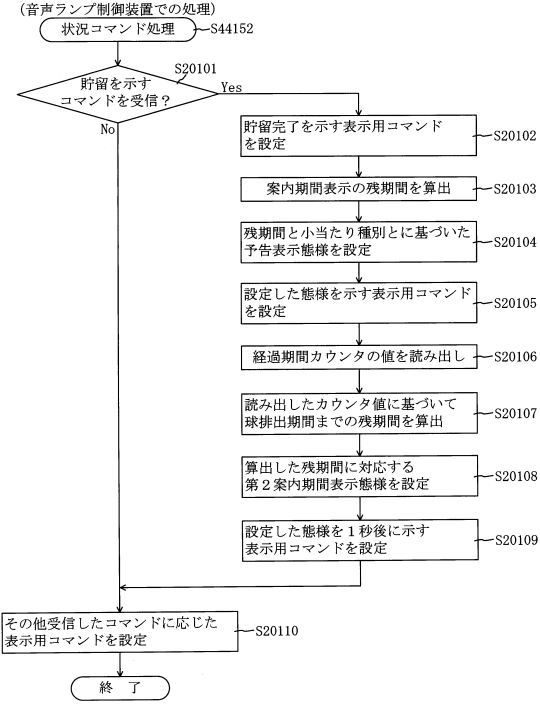 (音声ランプ制御装置での処理)
状況コマンド処理
S44152
S20101
貯留を示す
コマンドを受信？
Yes
No
貯留完了を示す表示用コマンド
を設定
S20102
案内期間表示の残期間を算出
S20103
残期間と小当たり種別とに基づいた
予告表示態様を設定
S20104
設定した態様を示す表示用コマンド
を設定
S20105
経過期間カウンタの値を読み出し
S20106
読み出したカウンタ値に基づいて
球排出期間までの残期間を算出
S20107
算出した残期間に対応する
第２案内期間表示態様を設定
S20108
設定した態様を１秒後に示す
表示用コマンドを設定
S20109
その他受信したコマンドに応じた
表示用コマンドを設定
S20110
終 了